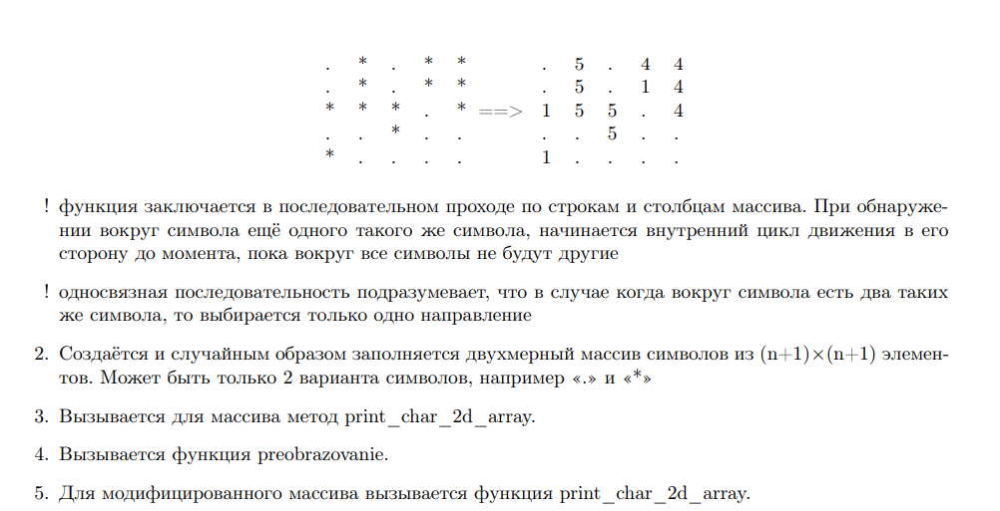 . * . * * . 5 . 4 4
. * . * * . 5 . 1 4
* * * . * ==> 1 5 5 . 4
. . * . . . . 5 . .
* . . . . 1 . . . .
! функция заключается в последовательном проходе по строкам и столбцам массива. При обнаруже-
нии вокруг символа ещё одного такого же символа, начинается внутренний цикл движения в его
сторону до момента, пока вокруг все символы не будут другие
! односвязная последовательность подразумевает, что в случае когда вокруг символа есть два таких
же символа, то выбирается только одно направление
2. Создаётся и случайным образом заполняется двухмерный массив символов из (n+1)×(n+1) элемен-
тов. Может быть только 2 варианта символов, например «.» и «*»
3. Вызывается для массива метод print_char_2d_array.
4. Вызывается функция preobrazovanie.
5. Для модифицированного массива вызывается функция print_char_2d_array.